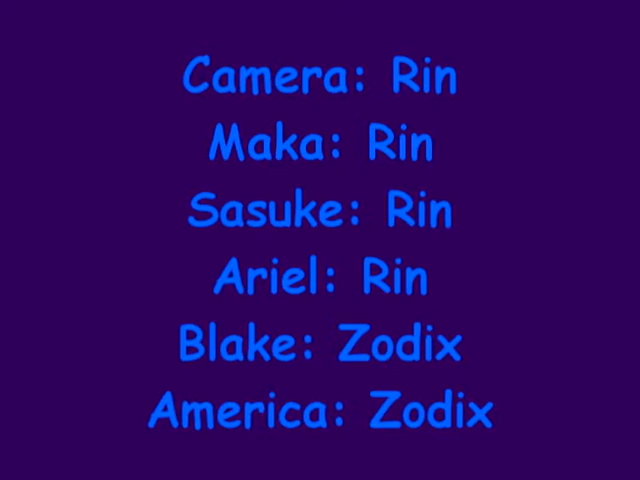 Camera: Rin
Maka: Rin
Sasuke: Rin
Ariel: Rin
Blake: Zodix
America: Zodix